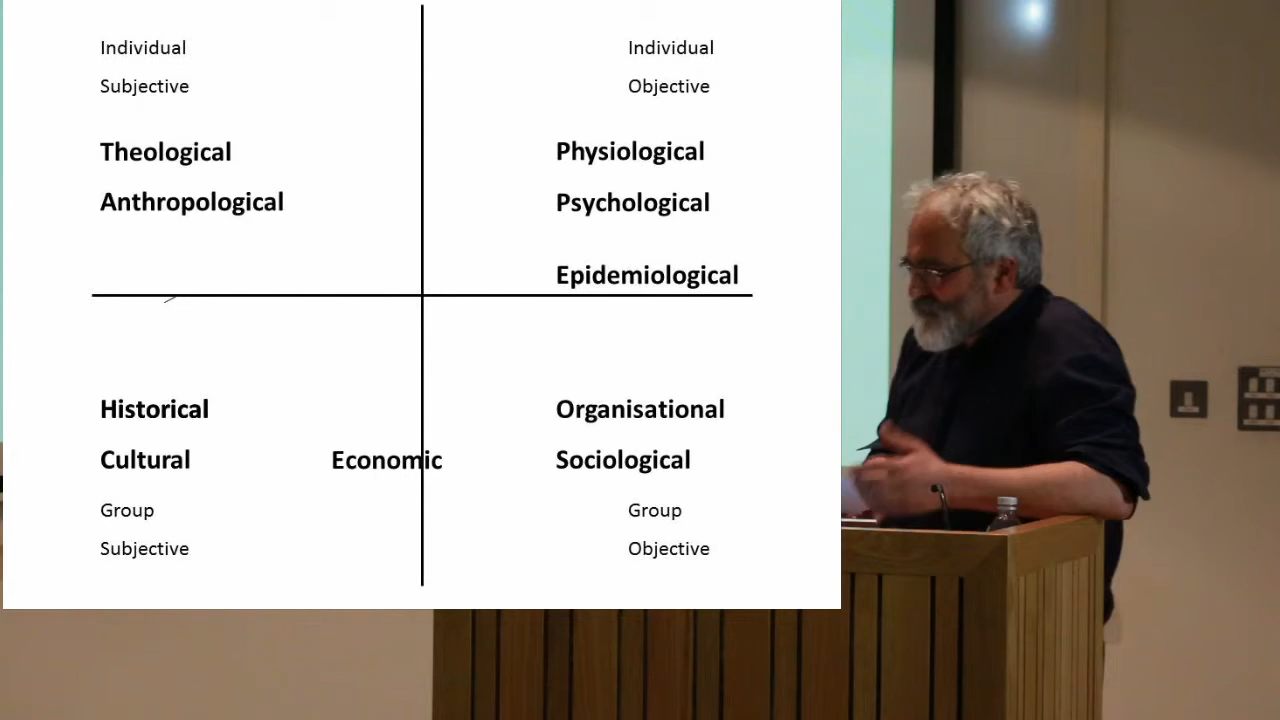 Individual
Subjective
Individual
Objective
Theological
Anthropological
Physiological
Psychological
Epidemiological
Historical
Cultural
Economic
Organisational
Sociological
Group
Subjective
Group
Objective